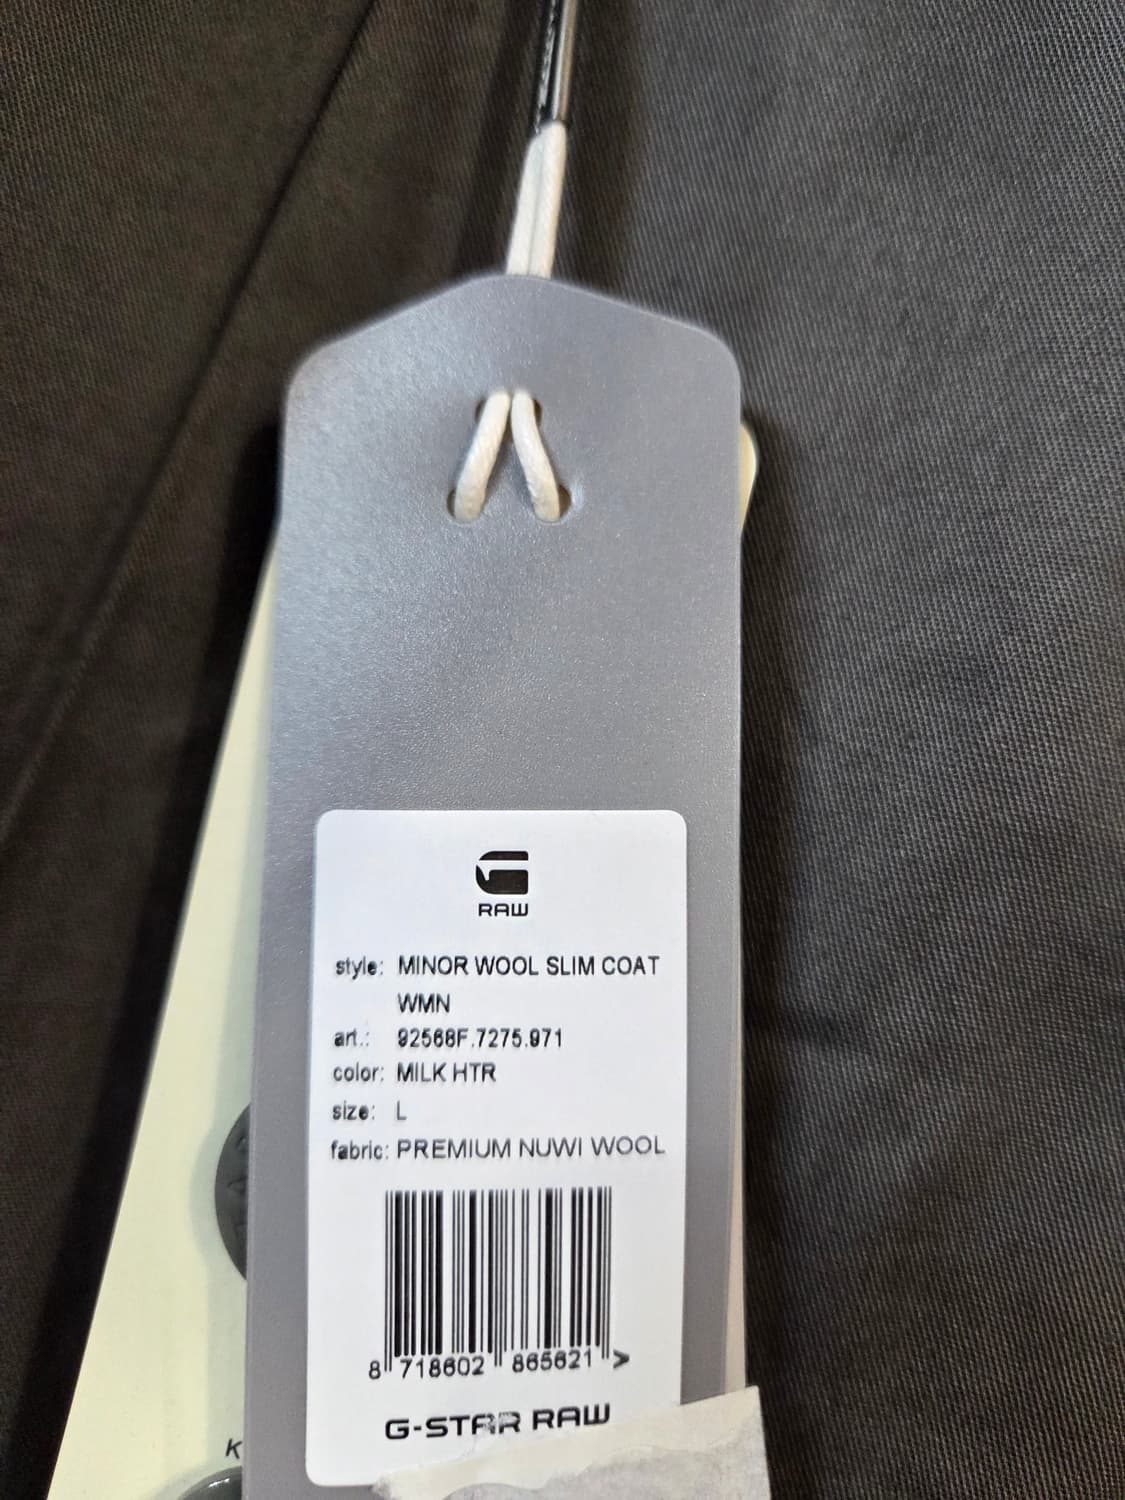 RAW
style: MINOR WOOL SLIM COAT
WMN
art.: 92568F.7275.971
color: MILK HTR
size: L
fabric: PREMIUM NUWI WOOL
8 718602 865621 >
G-STAR RAW
K